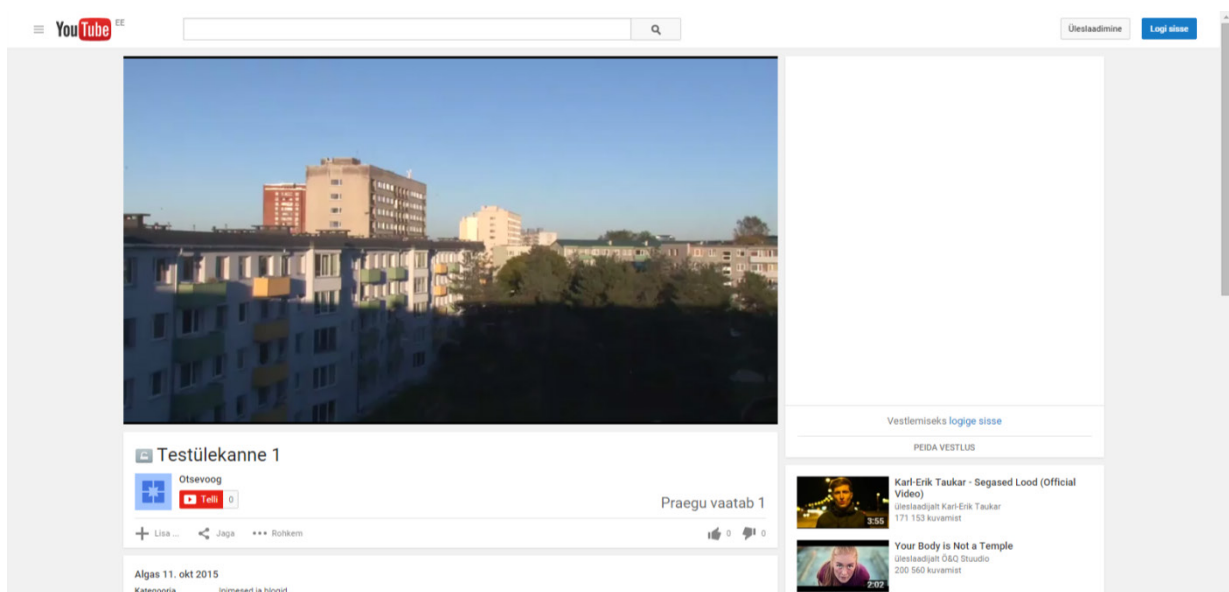 YouTube EE
Üleslaadimine
Logi sisse
Testülekanne 1
Otsevoog
Telli 0
Praegu vaatab 1
Lisa ... Jaga Rohkem
0 0
Algas 11. okt 2015
Kategooria Inimesed ja blogid
Vestlemiseks logige sisse
PEIDA VESTLUS
Karl-Erik Taukar - Segased Lood (Official
Video)
üleslaadijalt Karl-Erik Taukar
171 153 kuvamist
3:55
Your Body is Not a Temple
üleslaadijalt Ö&Q Stuudio
200 560 kuvamist
2:02